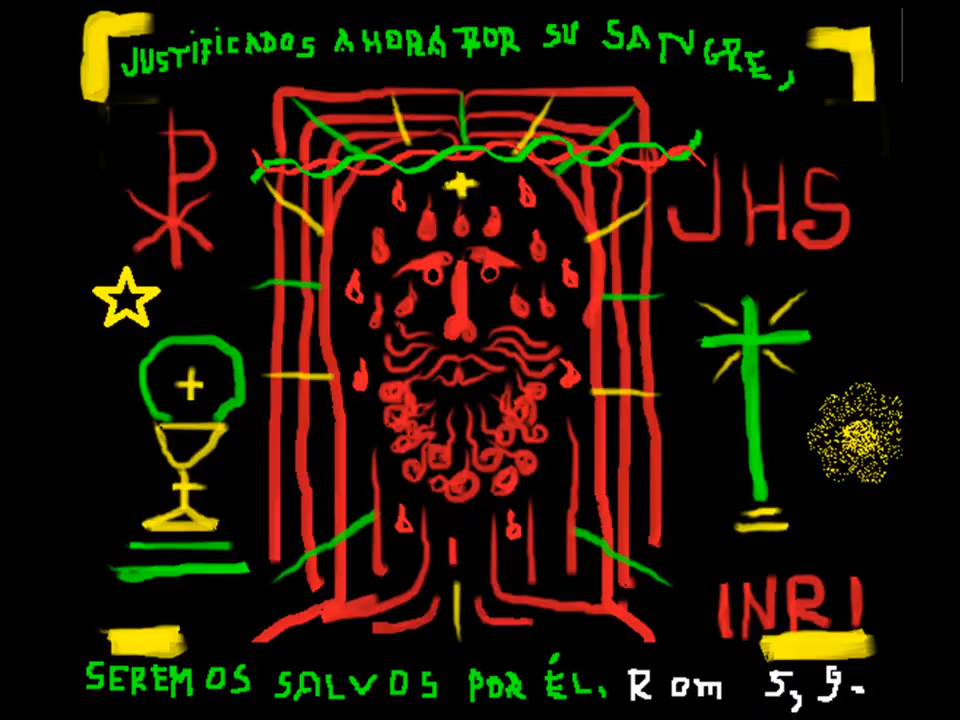 JUSTIFICADOS AHORA POR SU SANGRE,
JHS
INRI
SEREMOS SALVOS POR ÉL. Rom 5, 9.